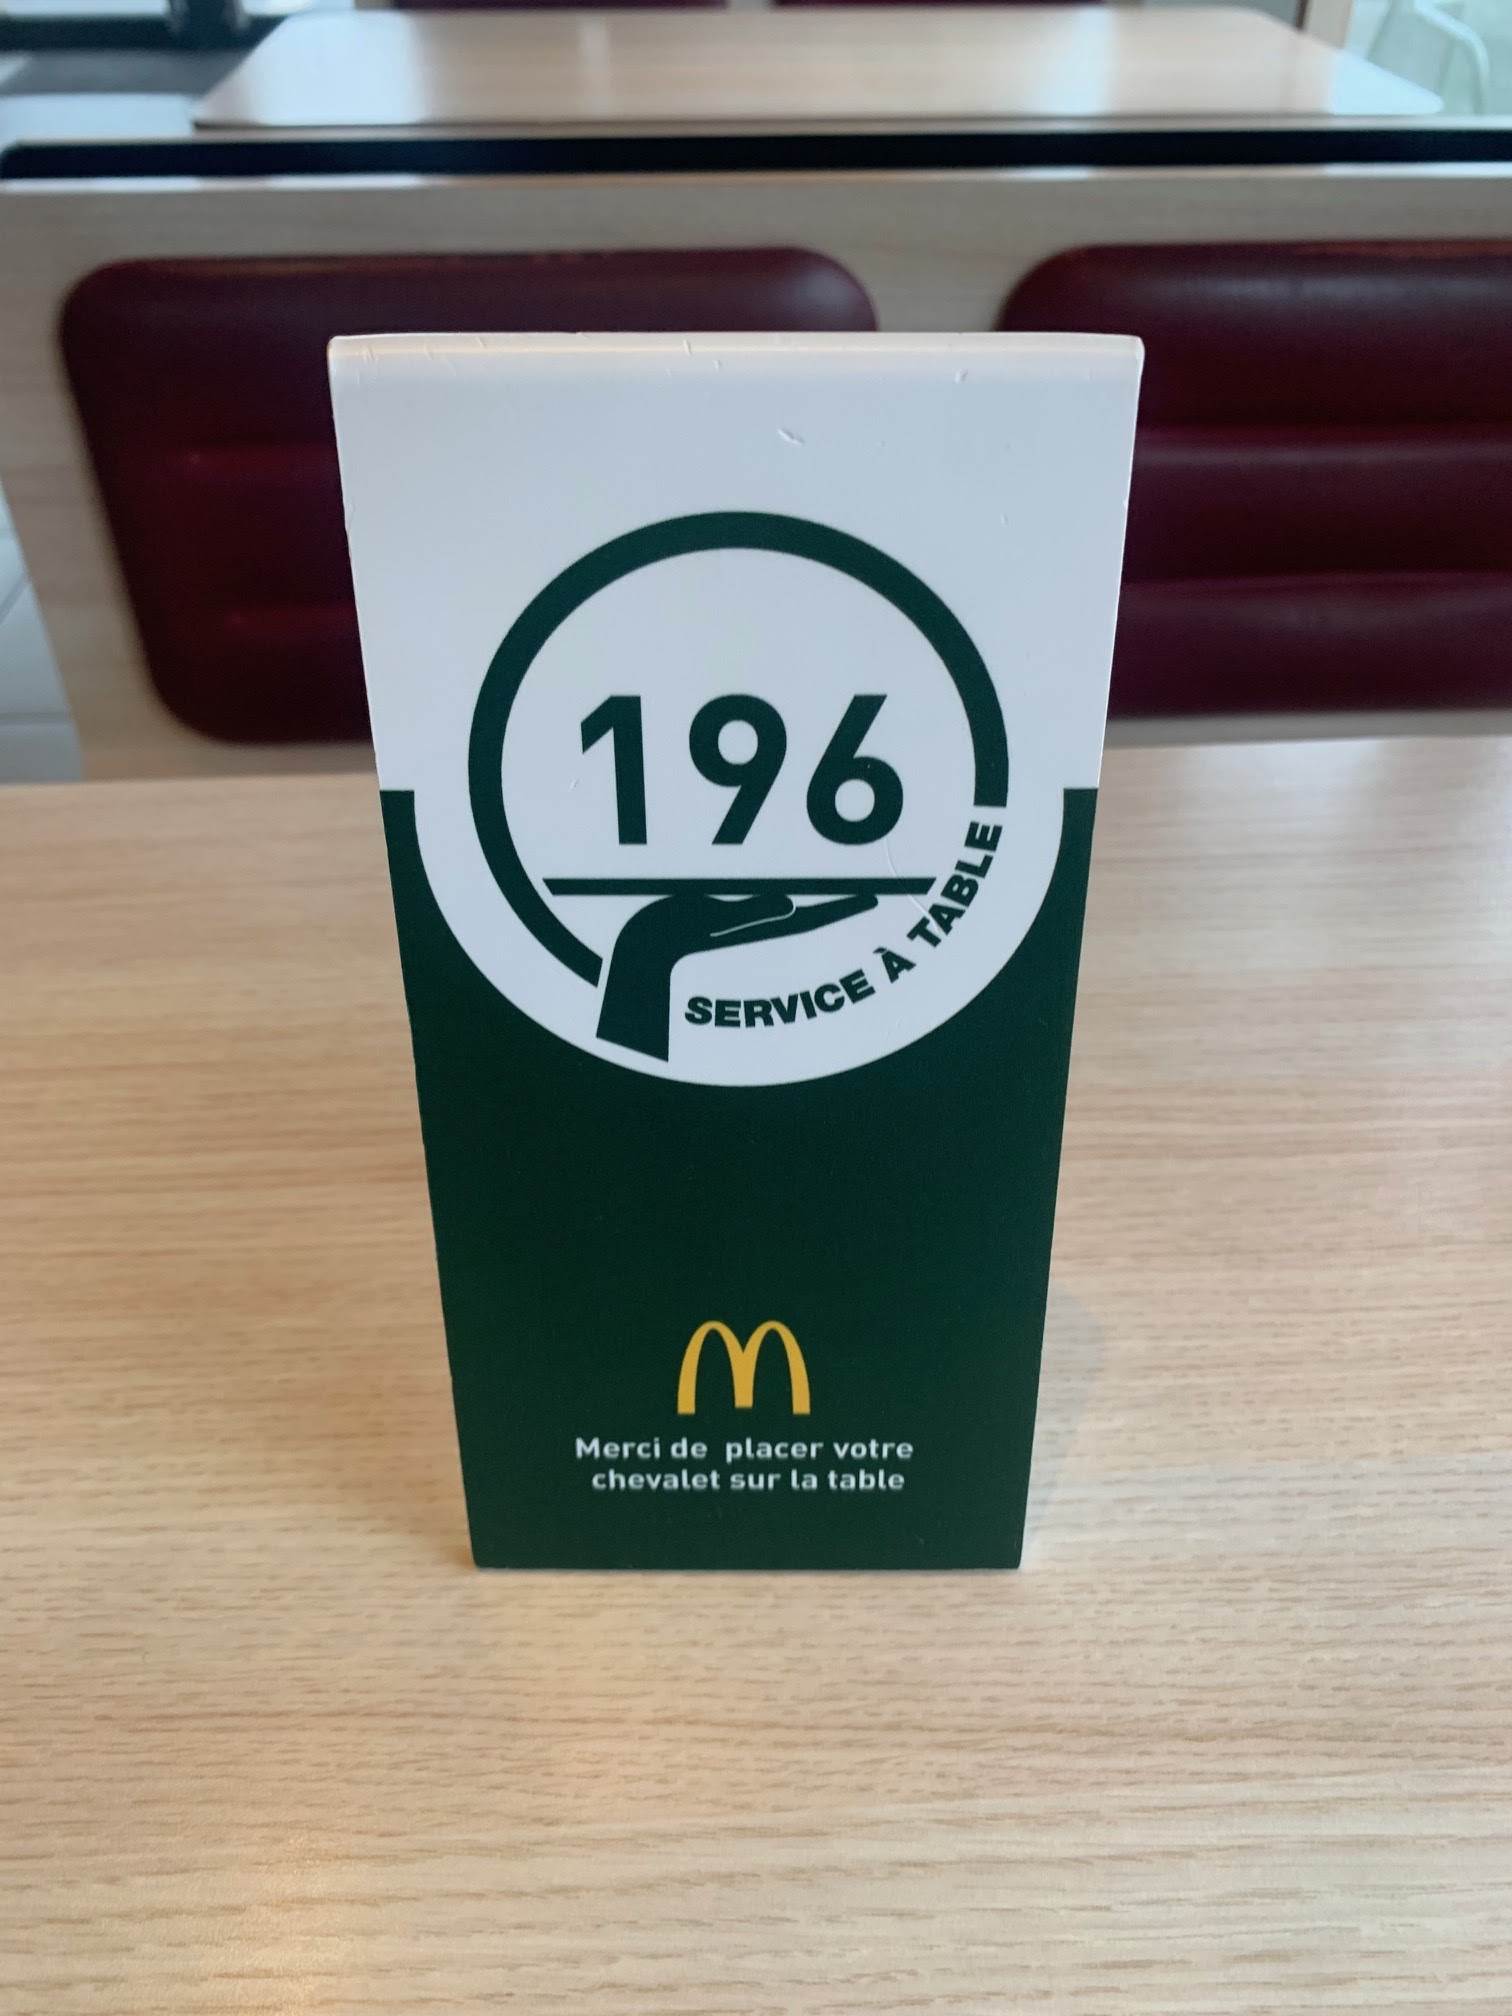 196
SERVICE À TABLE
Merci de placer votre
chevalet sur la table